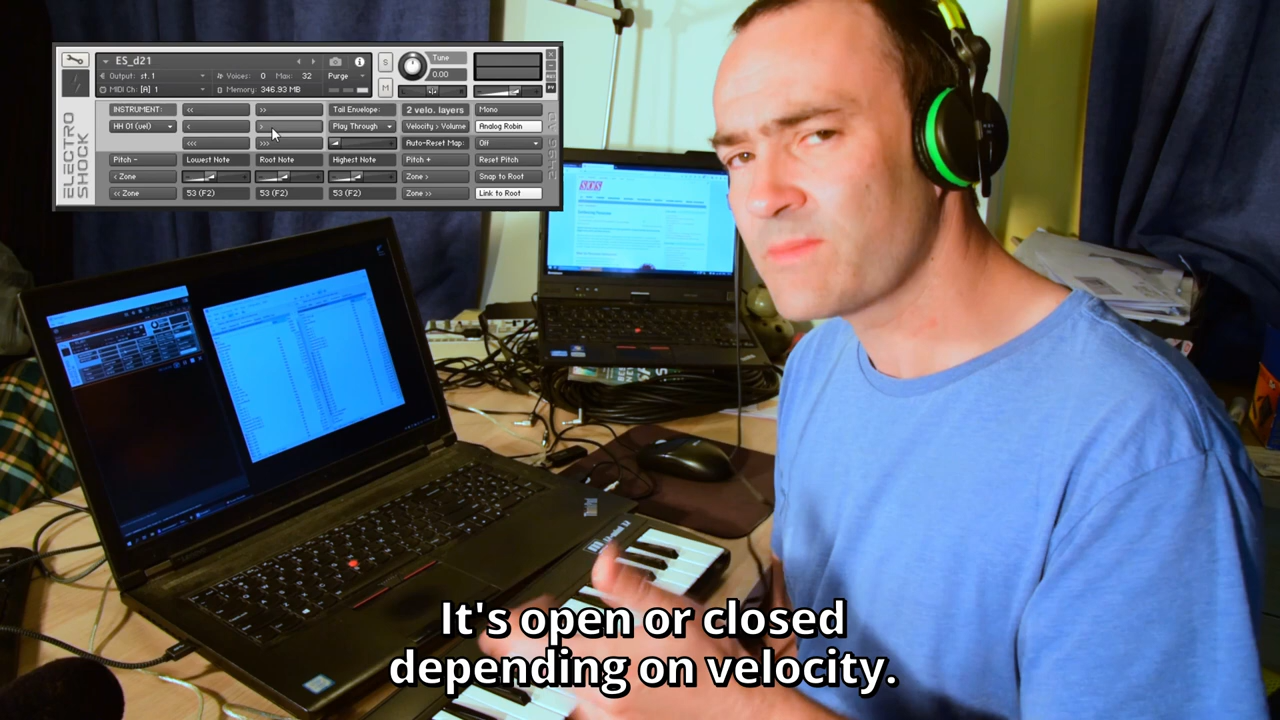 ES_d21
Output: st.1
Voices: 0 Max: 32 Purge
MIDI Ch: [A] 1
Memory: 346.93 MB
S
M
Tune
0.00
ELECTRO
SHOCK
INSTRUMENT: << >> Tail Envelope: 2 velo. layers Mono
HH 01 (vel) < > Play Through Velocity > Volume Analog Robin
<<< >>> Auto-Reset Map: Off
Pitch - Lowest Note Root Note Highest Note Pitch + Reset Pitch
< Zone Zone > Snap to Root
<< Zone 53 (F2) 53 (F2) 53 (F2) Zone >> Link to Root
It's open or closed
depending on velocity.